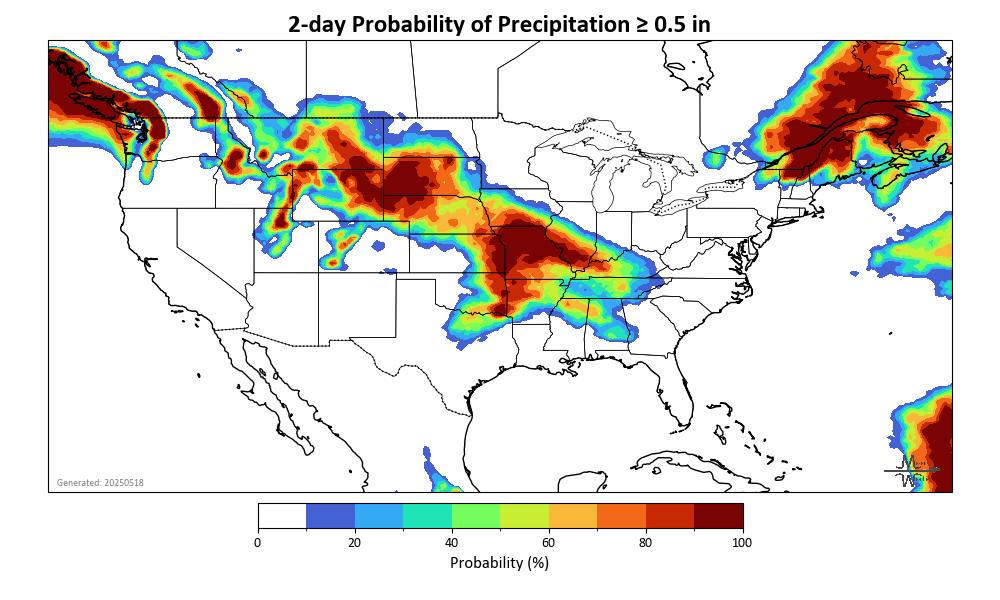 2-day Probability of Precipitation ≥ 0.5 in
Generated: 20250518
0 20 40 60 80 100
Probability (%)